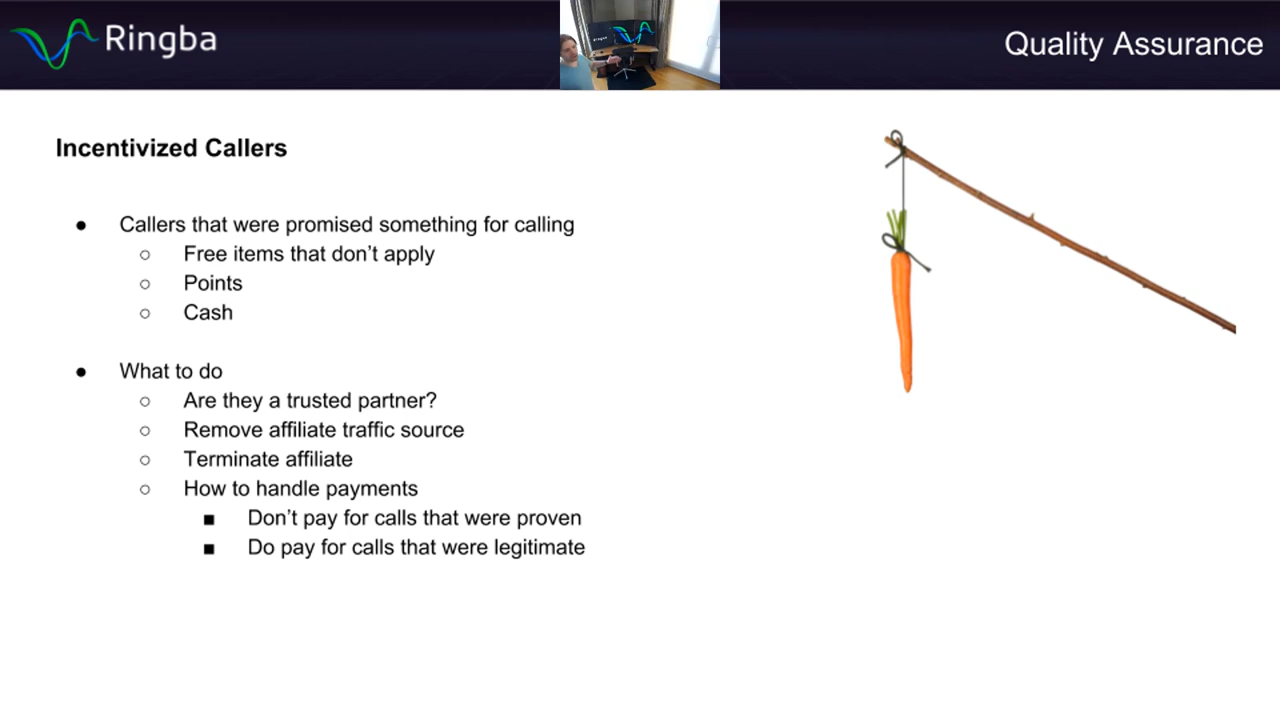 Ringba
Quality Assurance
Incentivized Callers
● Callers that were promised something for calling
○ Free items that don’t apply
○ Points
○ Cash
● What to do
○ Are they a trusted partner?
○ Remove affiliate traffic source
○ Terminate affiliate
○ How to handle payments
■ Don’t pay for calls that were proven
■ Do pay for calls that were legitimate